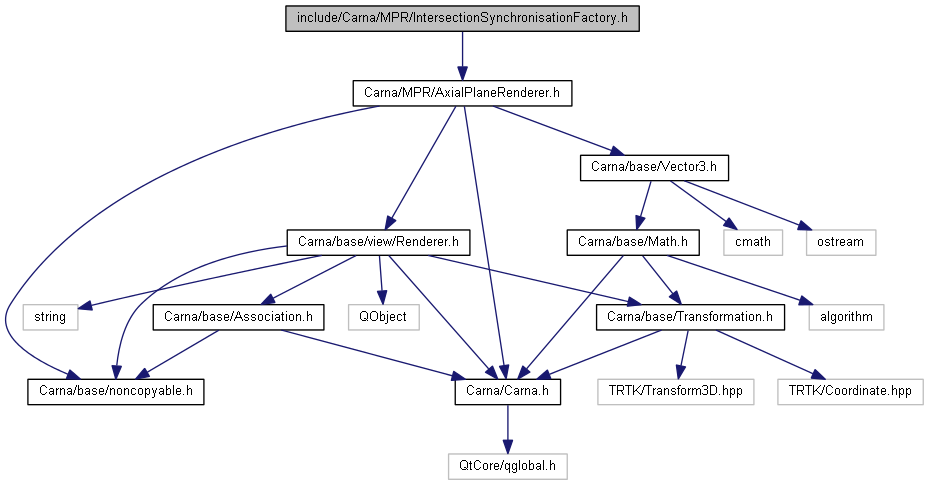 include/Carna/MPR/IntersectionSynchronisationFactory.h
Carna/MPR/AxialPlaneRenderer.h
Carna/base/Vector3.h
Carna/base/view/Renderer.h
Carna/base/Math.h
cmath
ostream
string
Carna/base/Association.h
QObject
Carna/base/Transformation.h
algorithm
Carna/base/noncopyable.h
Carna/Carna.h
TRTK/Transform3D.hpp
TRTK/Coordinate.hpp
QtCore/qglobal.h